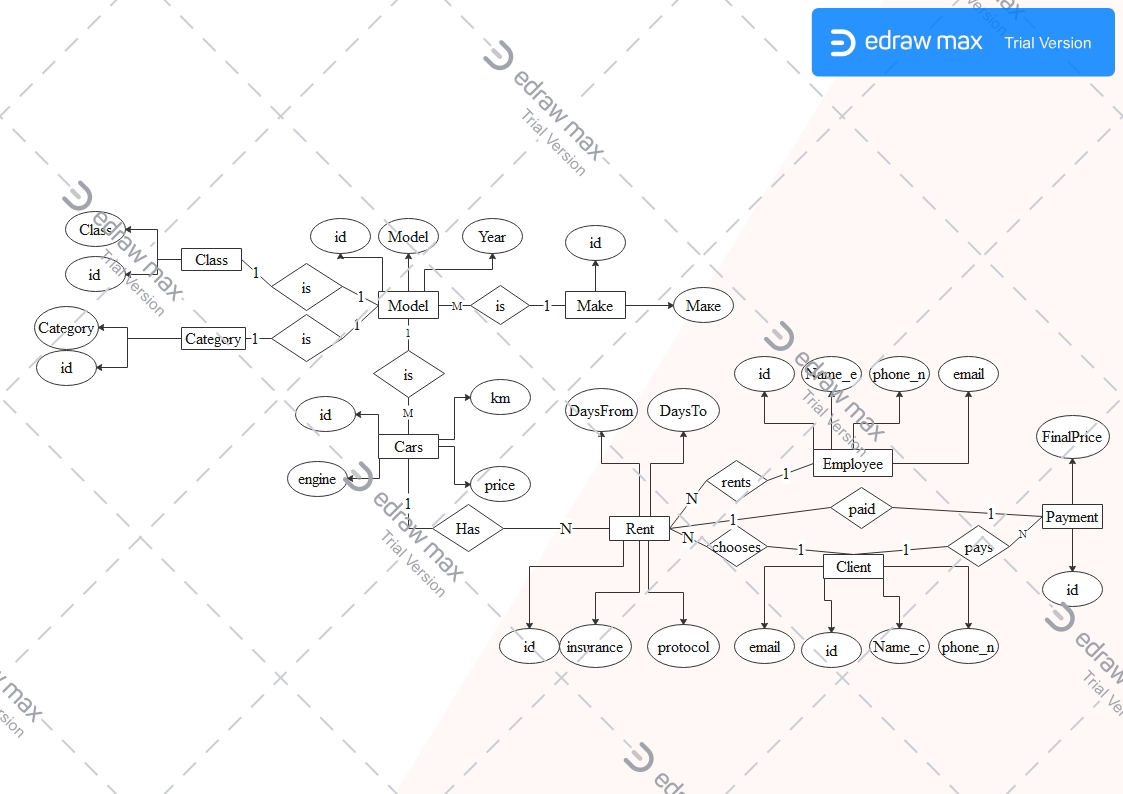 edraw max Trial Version
edraw max
Trial Version
edraw max
Trial Version
Class
id
Class
1
is
1
id
Model
Year
id
Model
M
is
1
Make
Маке
Category
id
Category
1
is
1
1
is
M
id
Cars
km
engine
price
edraw max
Trial Version
1
Has
N
DaysFrom
DaysTo
Rent
id
insurance
protocol
edraw max
Trial Version
id
Name_e
phone_n
email
Employee
N
rents
1
1
paid
1
N
chooses
1
Client
1
pays
N
FinalPrice
Payment
id
email
id
Name_c
phone_n
edraw max
Trial Ver
edraw max